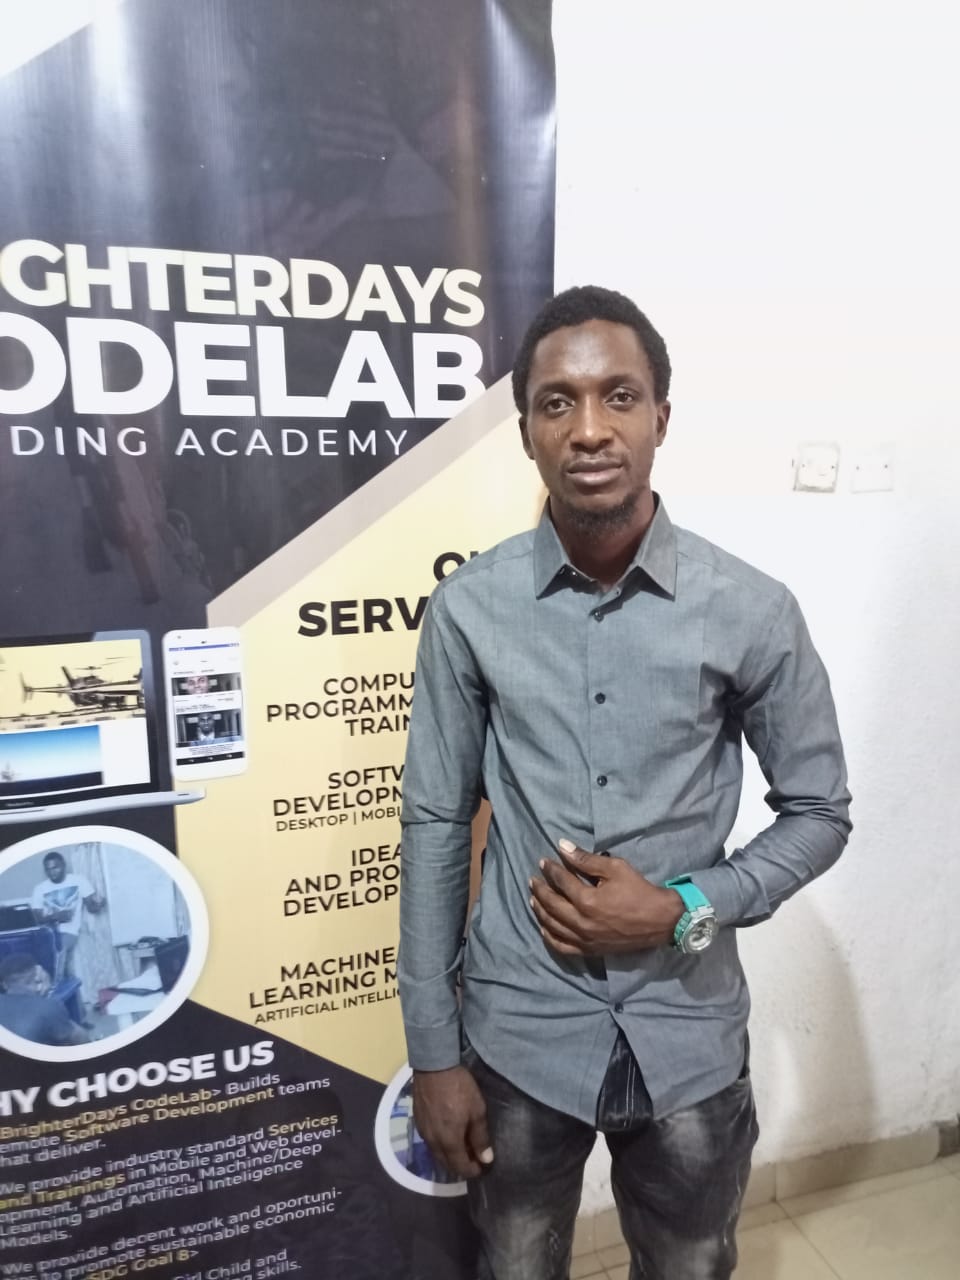 GHTERDAYS
ODELAB
DING ACADEMY
SERV
COMPU
PROGRAMM
TRAIN
SOFTW
DEVELOPM
DESKTOP | MOBI
IDEA
AND PRO
DEVELOP
MACHINE
LEARNING M
ARTIFICIAL INTELLI
HY CHOOSE US
BrighterDays CodeLab> Builds
emote Software Development teams
hat deliver.
We provide industry standard Services
and Trainings in Mobile and Web devel-
opment, Automation, Machine/Deep
Learning and Artificial Inteligence
Models.
We provide decent work and oportuni-
to promote sustainable economic
SDG Goal 8>
Girl Child and
skills.